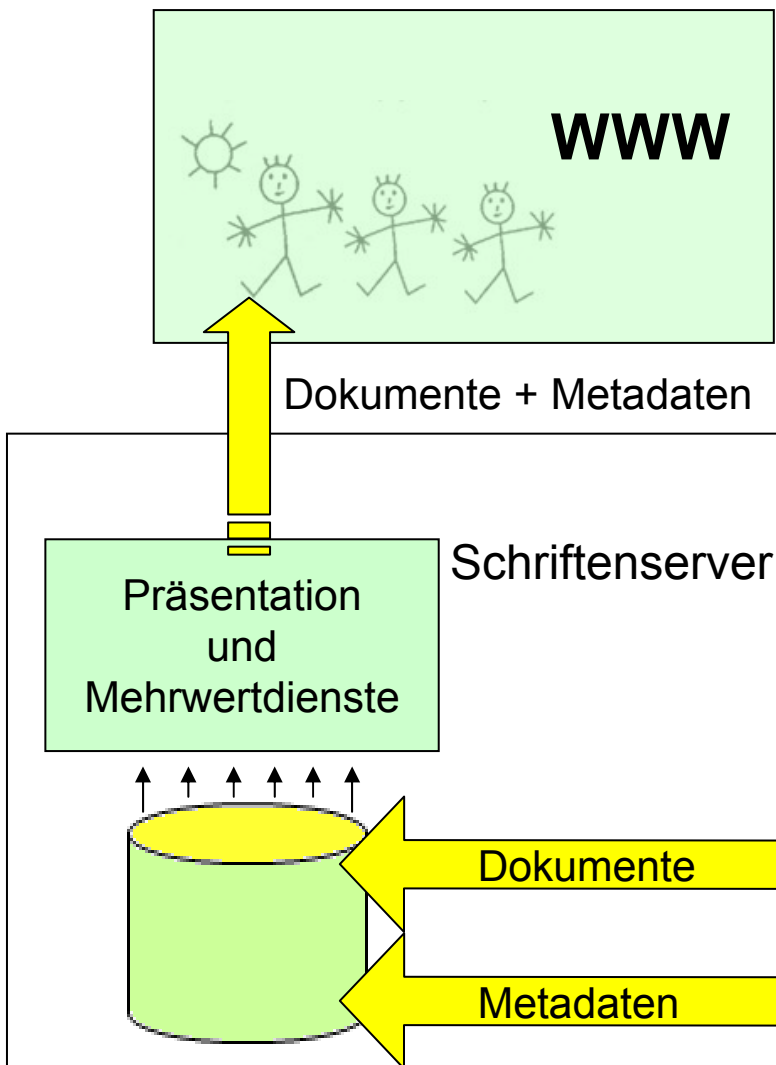 WWW
Dokumente + Metadaten
Schriftenserver
Präsentation
und
Mehrwertdienste
Dokumente
Metadaten